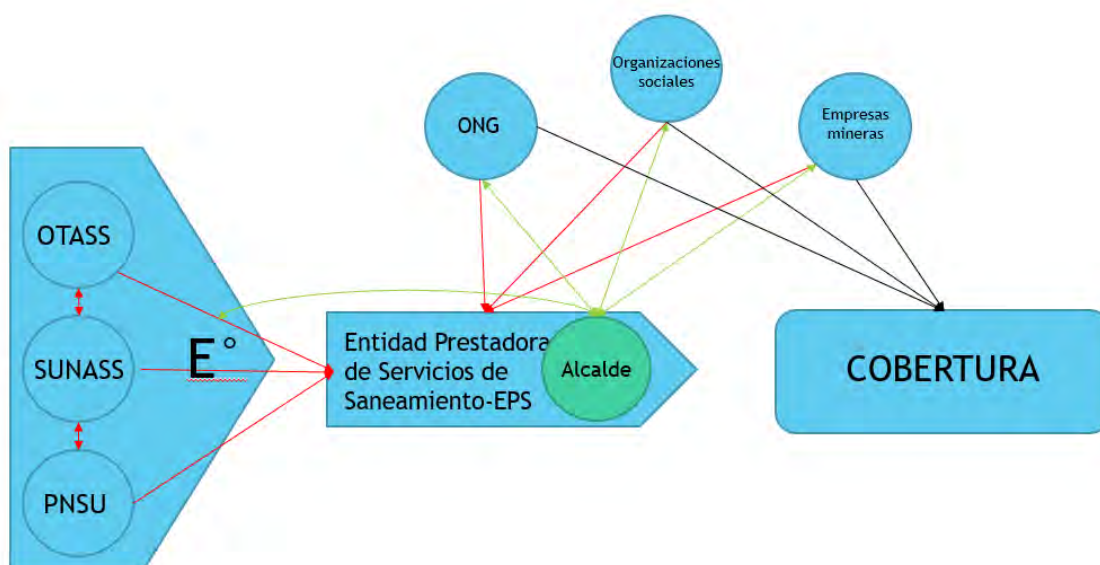 Organizaciones
sociales
ONG
Empresas
mineras
OTASS
SUNASS
E°
PNSU
Entidad Prestadora
de Servicios de
Saneamiento-EPS
Alcalde
COBERTURA